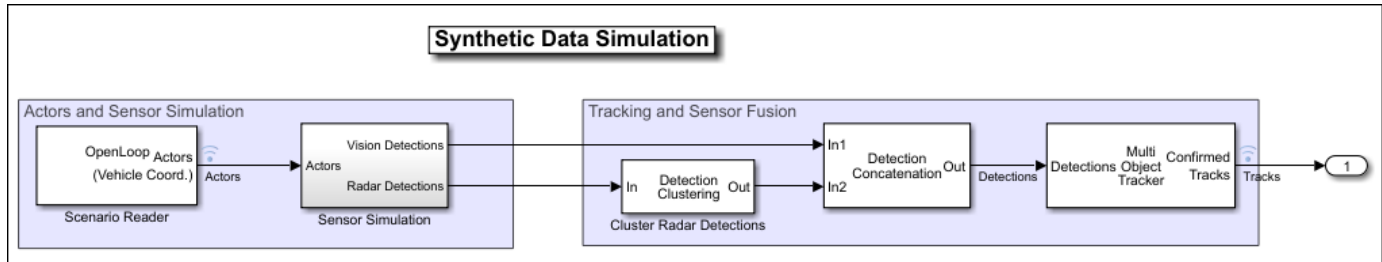 Synthetic Data Simulation
Actors and Sensor Simulation
OpenLoop
(Vehicle Coord.)
Actors
Scenario Reader
Actors
Actors
Vision Detections
Radar Detections
Sensor Simulation
Tracking and Sensor Fusion
In
Detection
Clustering
Out
Cluster Radar Detections
In1
In2
Detection
Concatenation
Out
Detections
Detections
Multi
Object
Tracker
Confirmed
Tracks
Tracks
1